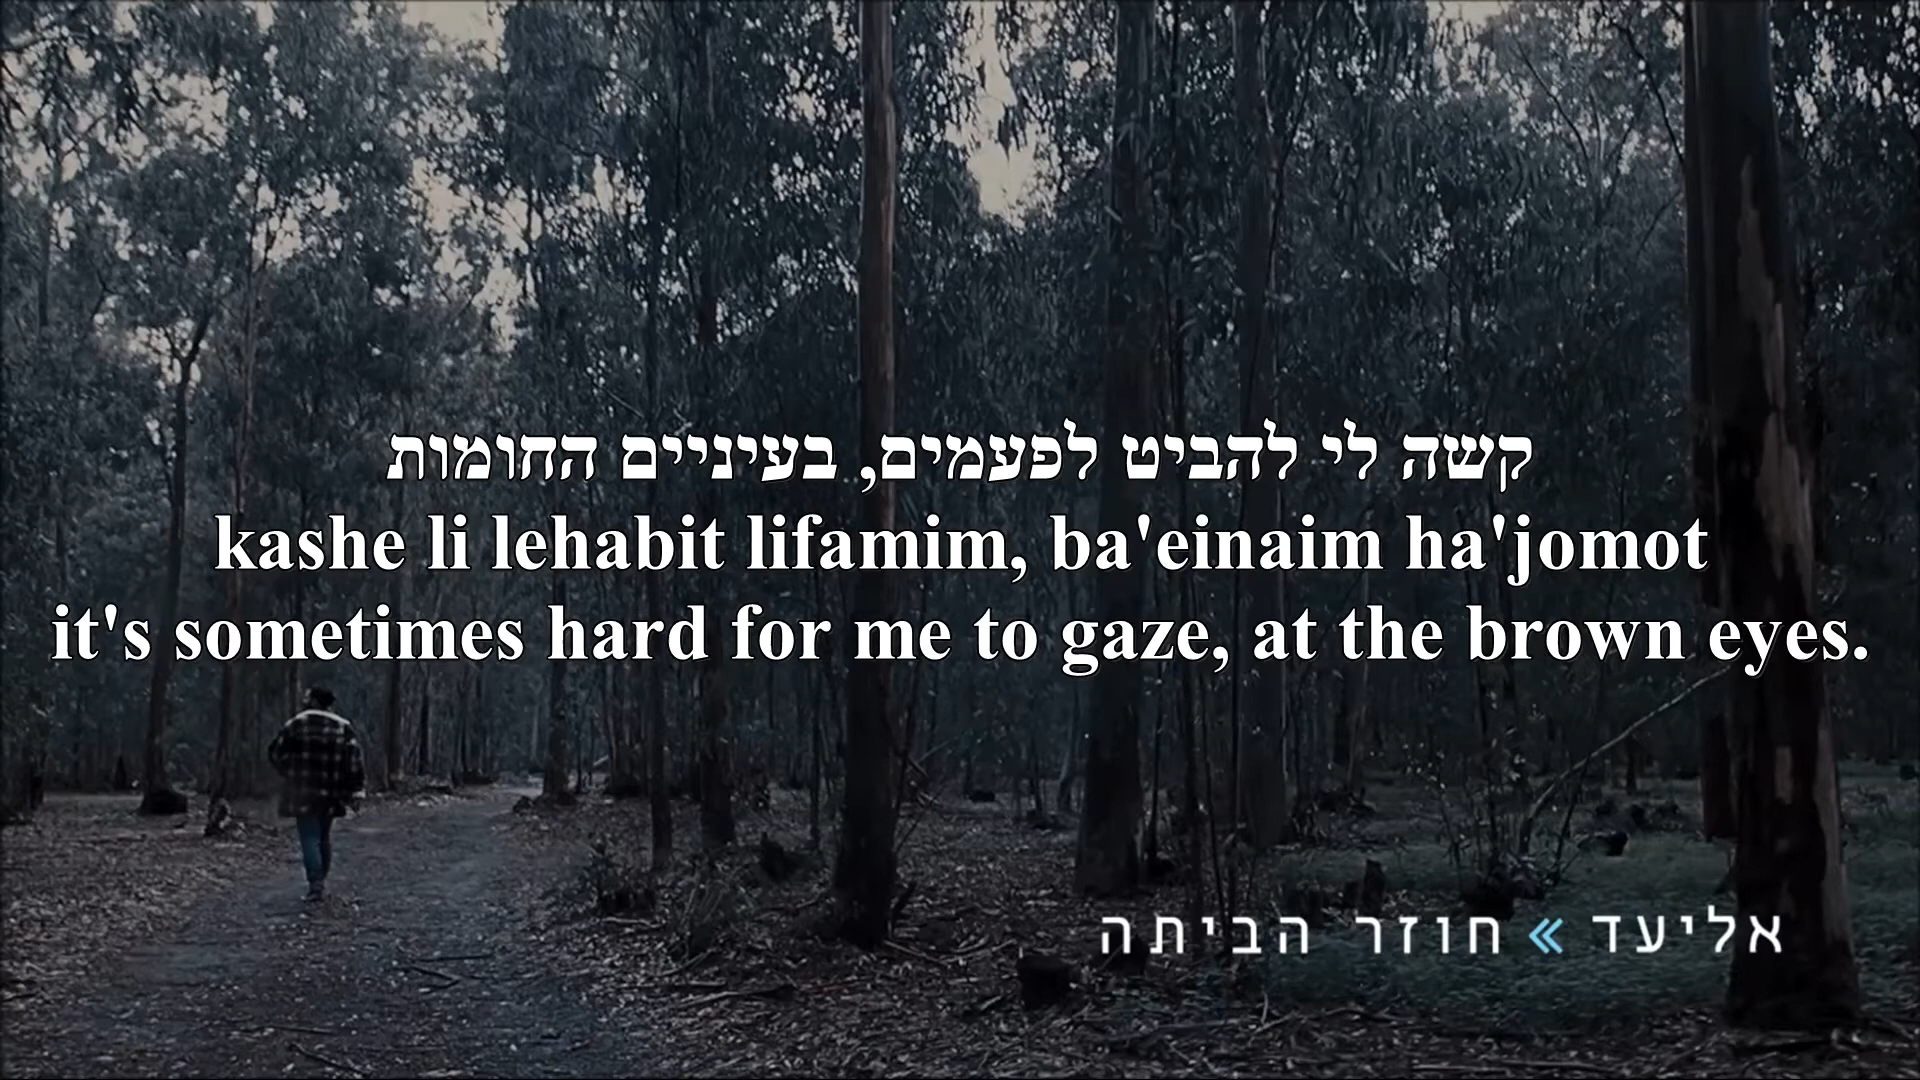 קשה לי להביט לפעמים, בעיניים החומות
kashe li lehabit lifamim, ba'einaim ha'jomot
it's sometimes hard for me to gaze, at the brown eyes.
אליעד » חוזר הביתה